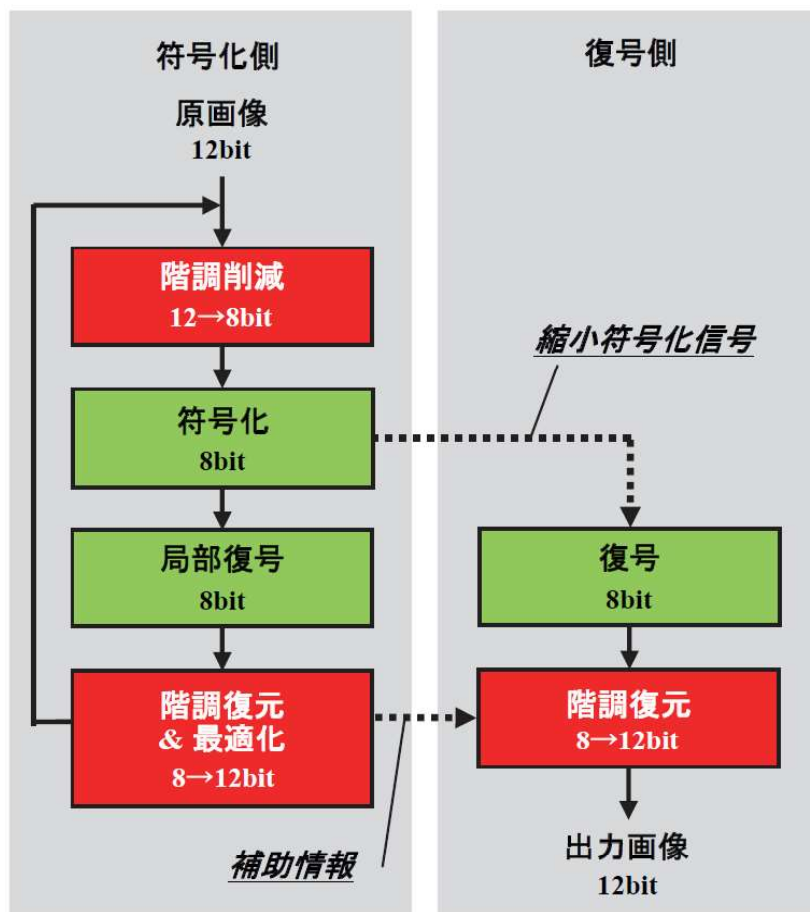 符号化側
原画像
12bit
階調削減
12→8bit
符号化
8bit
局部復号
8bit
階調復元
& 最適化
8→12bit
補助情報
復号側
縮小符号化信号
復号
8bit
階調復元
8→12bit
出力画像
12bit